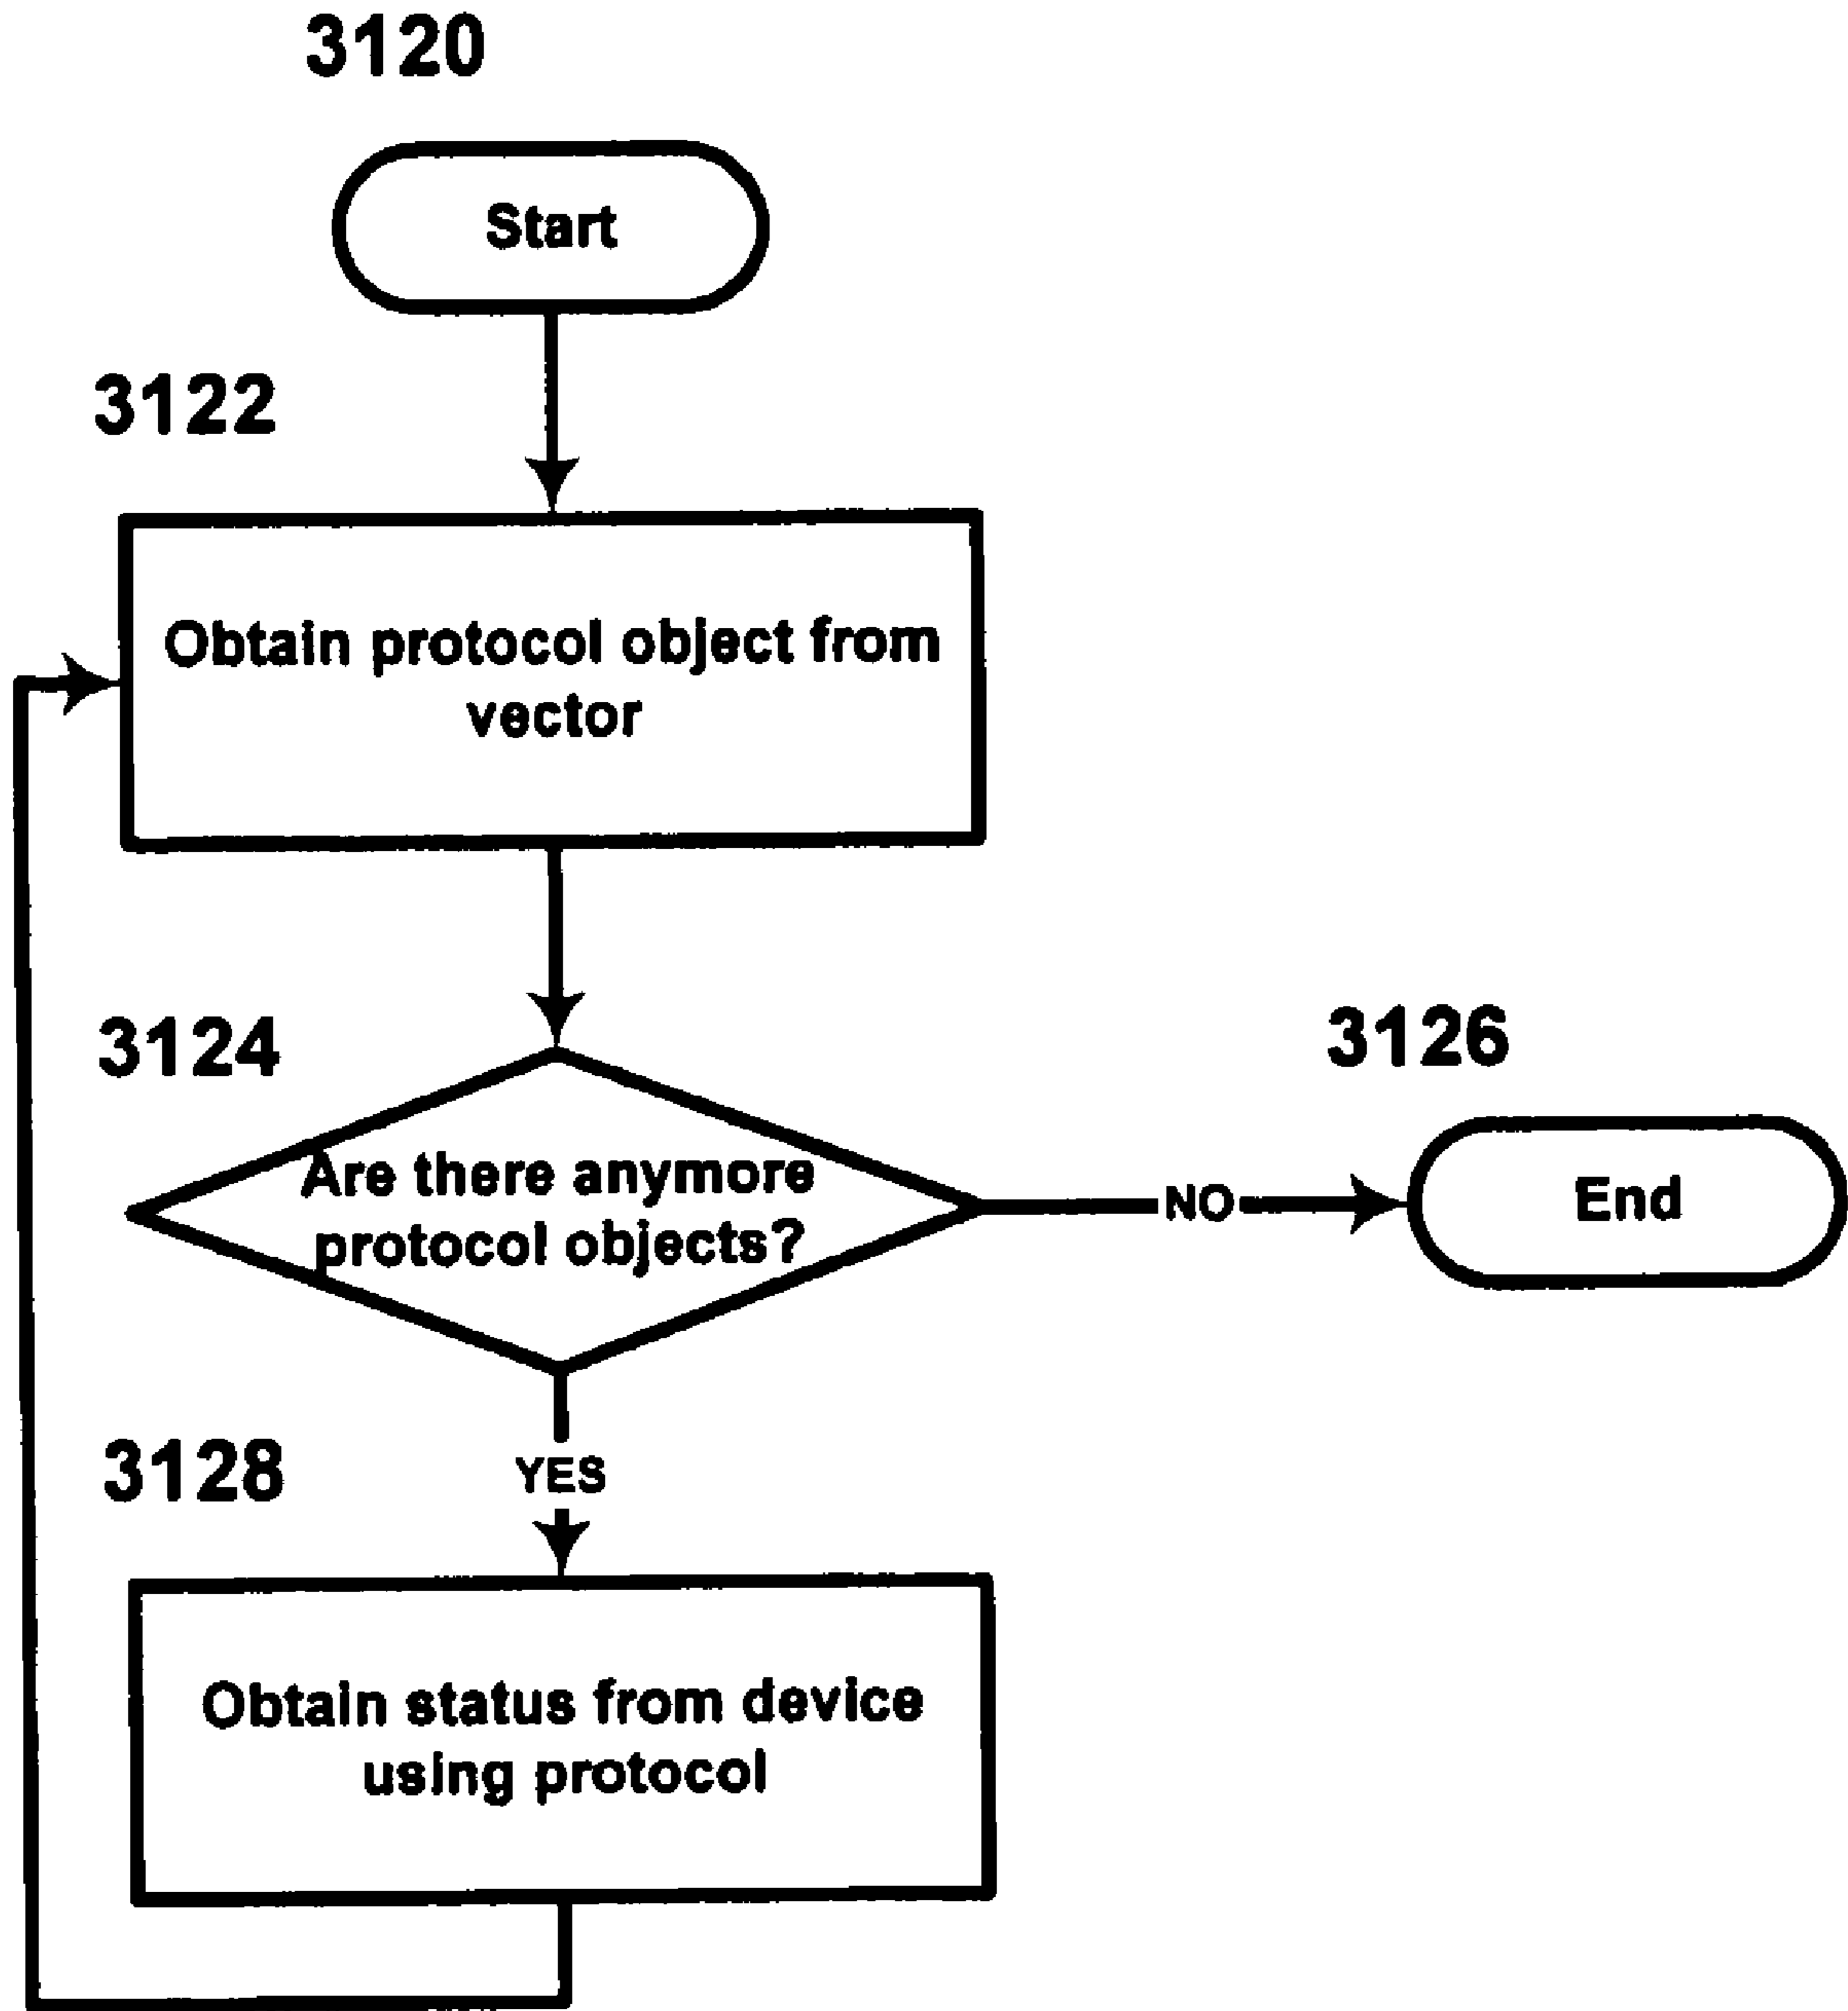 3120
Start
3122
Obtain protocol object from
vector
3124
Are there anymore
protocol objects?
NO
3126
End
YES
3128
Obtain status from device
using protocol